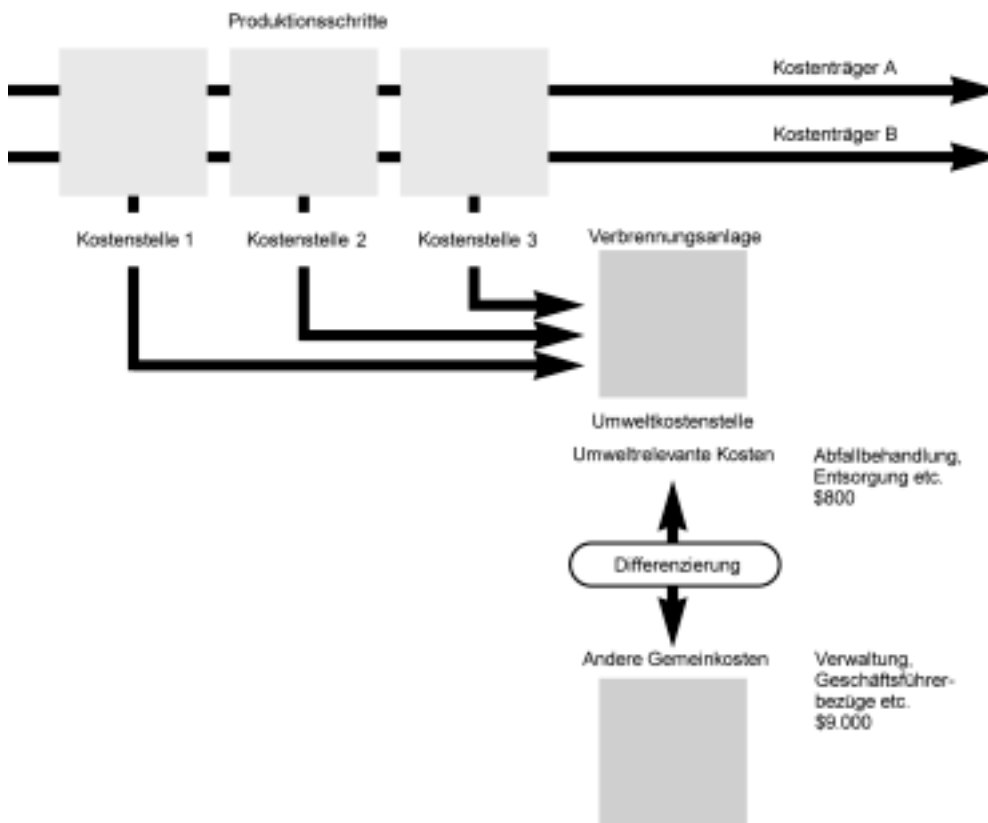 Produktionsschritte
Kostenträger A
Kostenträger B
Kostenstelle 1
Kostenstelle 2
Kostenstelle 3
Verbrennungsanlage
Umweltkostenstelle
Umweltrelevante Kosten
Abfallbehandlung,
Entsorgung etc.
$800
Differenzierung
Andere Gemeinkosten
Verwaltung,
Geschäftsführer-
bezüge etc.
$9.000